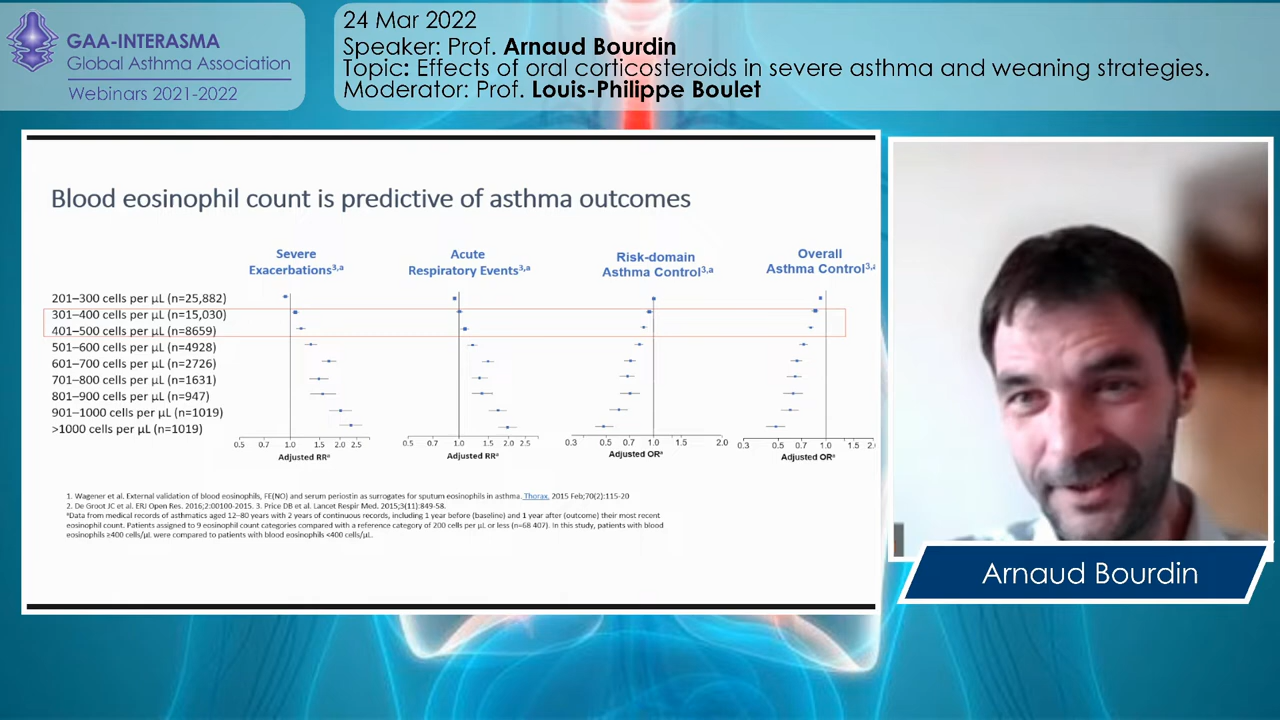 GAA-INTERASMA
Global Asthma Association
Webinars 2021-2022
24 Mar 2022
Speaker: Prof. Arnaud Bourdin
Topic: Effects of oral corticosteroids in severe asthma and weaning strategies.
Moderator: Prof. Louis-Philippe Boulet
Blood eosinophil count is predictive of asthma outcomes
Severe
Exacerbations3,a
Acute
Respiratory Events3,a
Risk-domain
Asthma Control3,a
Overall
Asthma Control3,a
201–300 cells per µL (n=25,882)
301–400 cells per µL (n=15,030)
401–500 cells per µL (n=8659)
501–600 cells per µL (n=4928)
601–700 cells per µL (n=2726)
701–800 cells per µL (n=1631)
801–900 cells per µL (n=947)
901–1000 cells per µL (n=1019)
>1000 cells per µL (n=1019)
0.5 0.7 1.0 1.5 2.0 2.5
Adjusted RRa
0.5 0.7 1.0 1.5 2.0 2.5
Adjusted RRa
0.3 0.5 0.7 1.0 1.5 2.0
Adjusted ORa
0.3 0.5 0.7 1.0 1.5 2.
Adjusted ORa
1. Wagener et al. External validation of blood eosinophils, FE(NO) and serum periostin as surrogates for sputum eosinophils in asthma. Thorax, 2015 Feb;70(2):115-20
2. De Groot JC et al. ERJ Open Res. 2016;2:00100-2015, 3. Price DB et al. Lancet Respir Med. 2015;3(11):849-58.
aData from medical records of asthmatics aged 12–80 years with 2 years of continuous records, including 1 year before (baseline) and 1 year after (outcome) their most recent
eosinophil count. Patients assigned to 9 eosinophil count categories compared with a reference category of 200 cells per µL or less (n=68 407). In this study, patients with blood
eosinophils ≥400 cells/µL were compared to patients with blood eosinophils <400 cells/µL.
Arnaud Bourdin